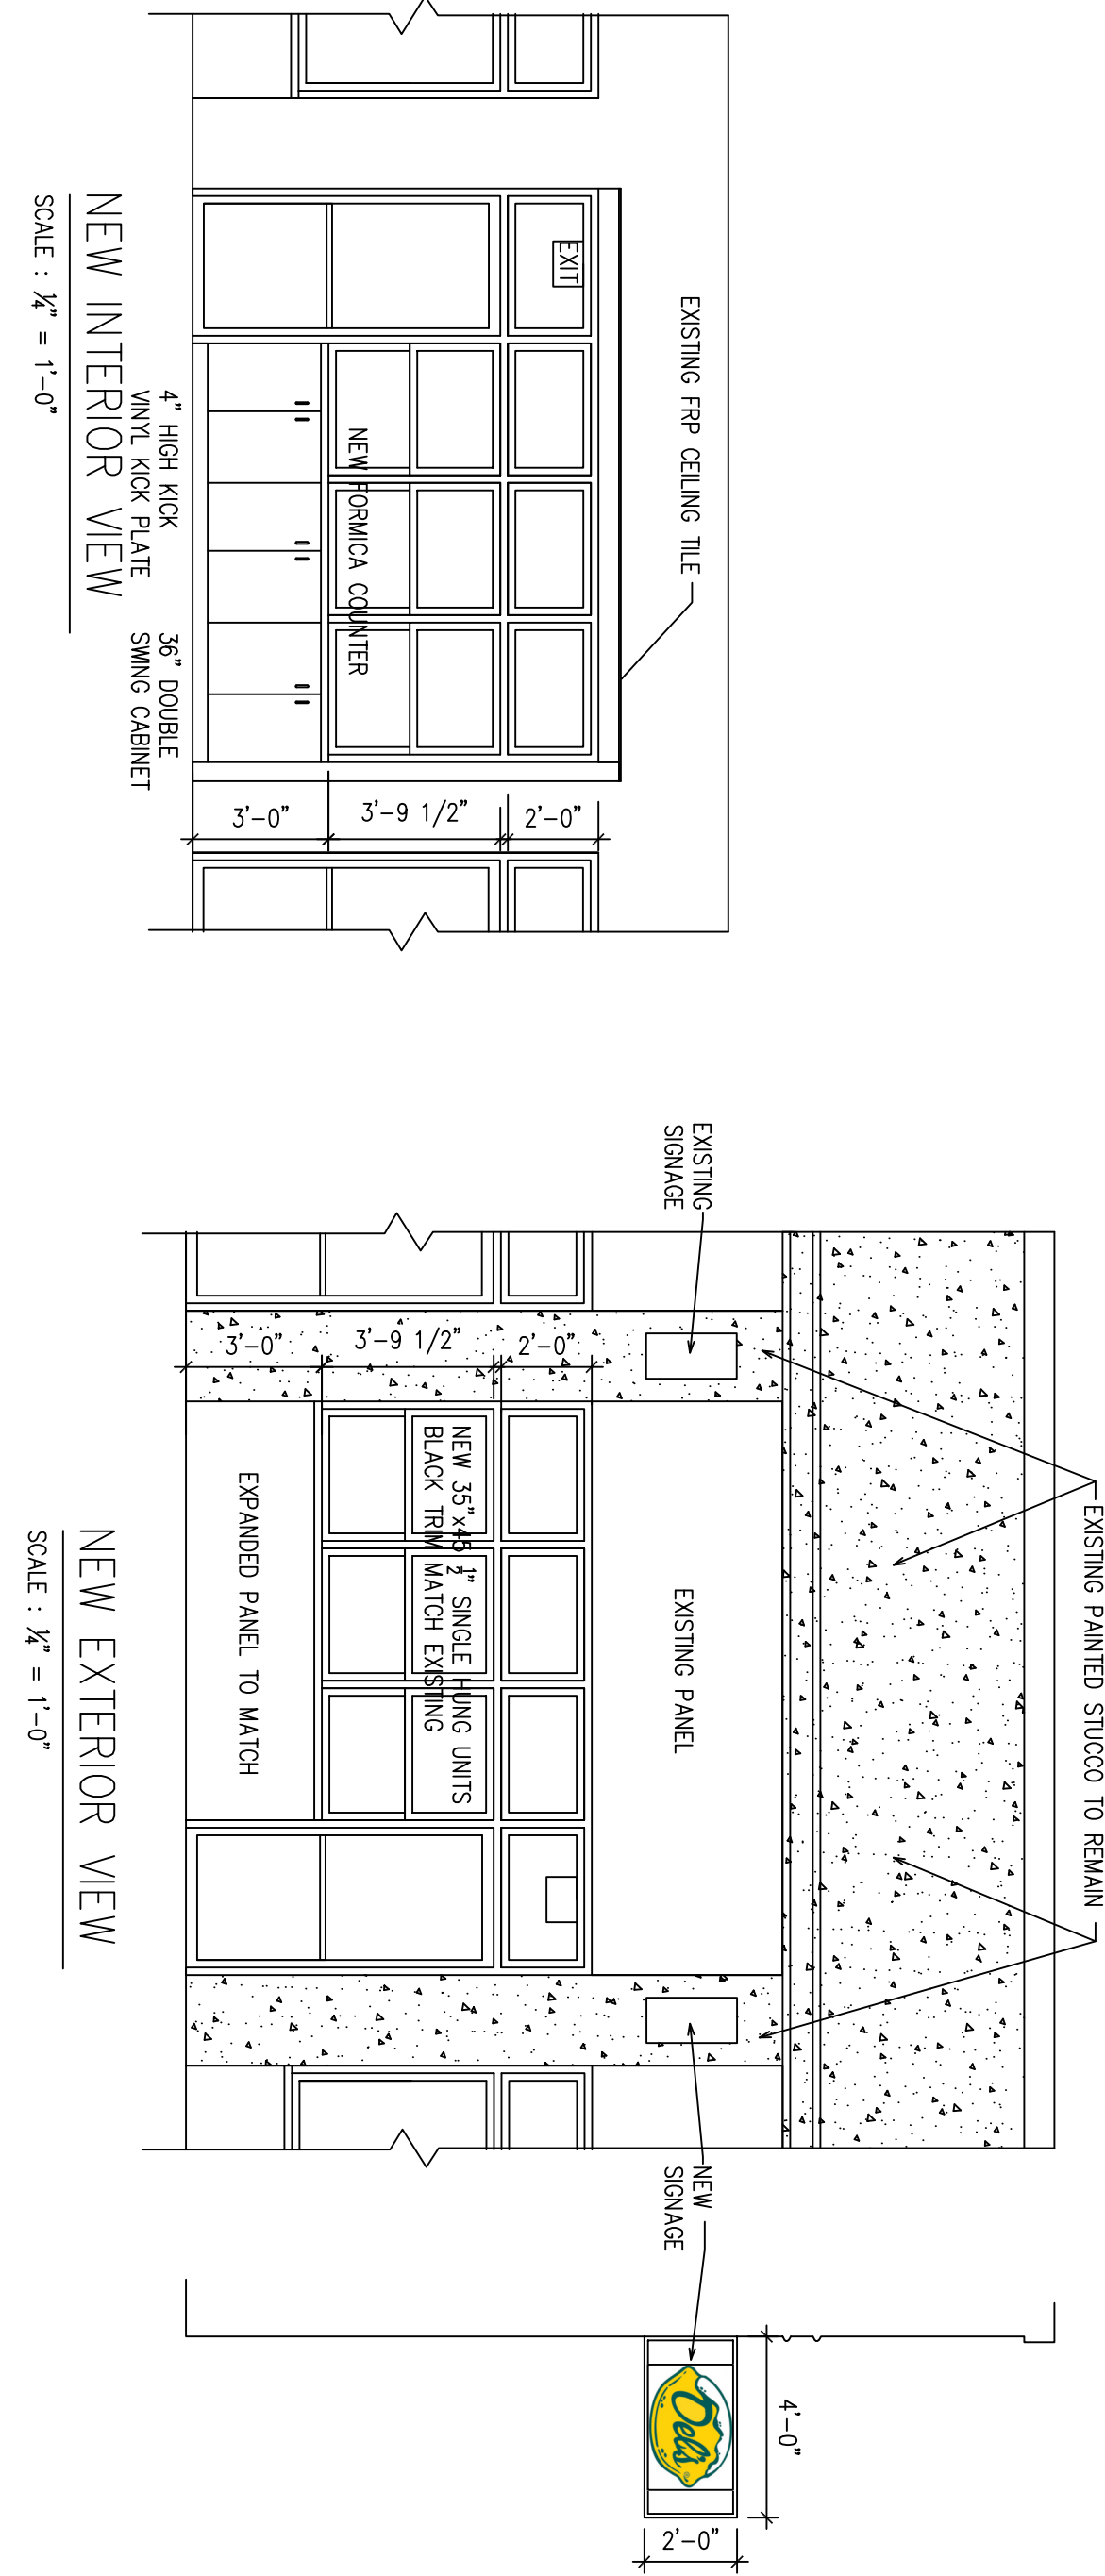 EXISTING FRP CEILING TILE
EXIT
NEW FORMICA COUNTER
2'-0"
3'-9 1/2"
3'-0"
4" HIGH KICK
VINYL KICK PLATE
36" DOUBLE
SWING CABINET
NEW INTERIOR VIEW
SCALE : 1/4" = 1'-0"
EXISTING PAINTED STUCCO TO REMAIN
EXISTING
SIGNAGE
EXISTING PANEL
NEW
SIGNAGE
2'-0"
3'-9 1/2"
3'-0"
NEW 35"x45 1/2" SINGLE HUNG UNITS
BLACK TRIM MATCH EXISTING
EXPANDED PANEL TO MATCH
NEW EXTERIOR VIEW
SCALE : 1/4" = 1'-0"
4'-0"
Del's®
2'-0"